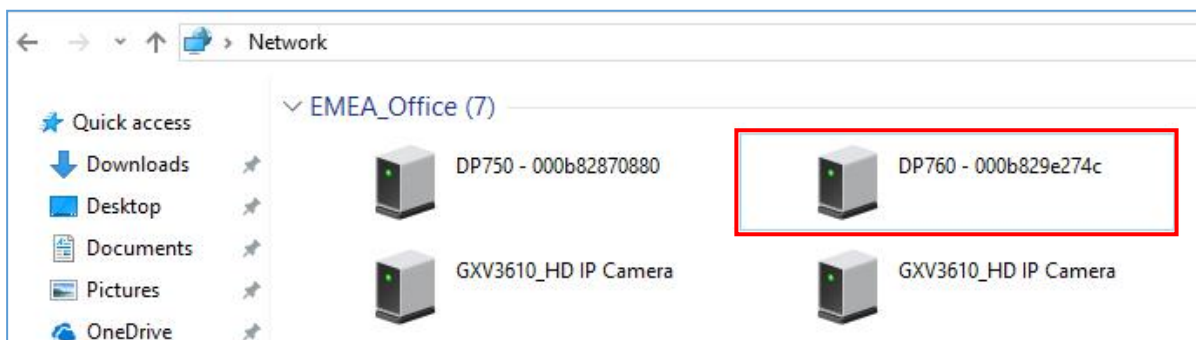 Network
Quick access
Downloads
Desktop
Documents
Pictures
OneDrive
EMEA_Office (7)
DP750 - 000b82870880
DP760 - 000b829e274c
GXV3610_HD IP Camera
GXV3610_HD IP Camera